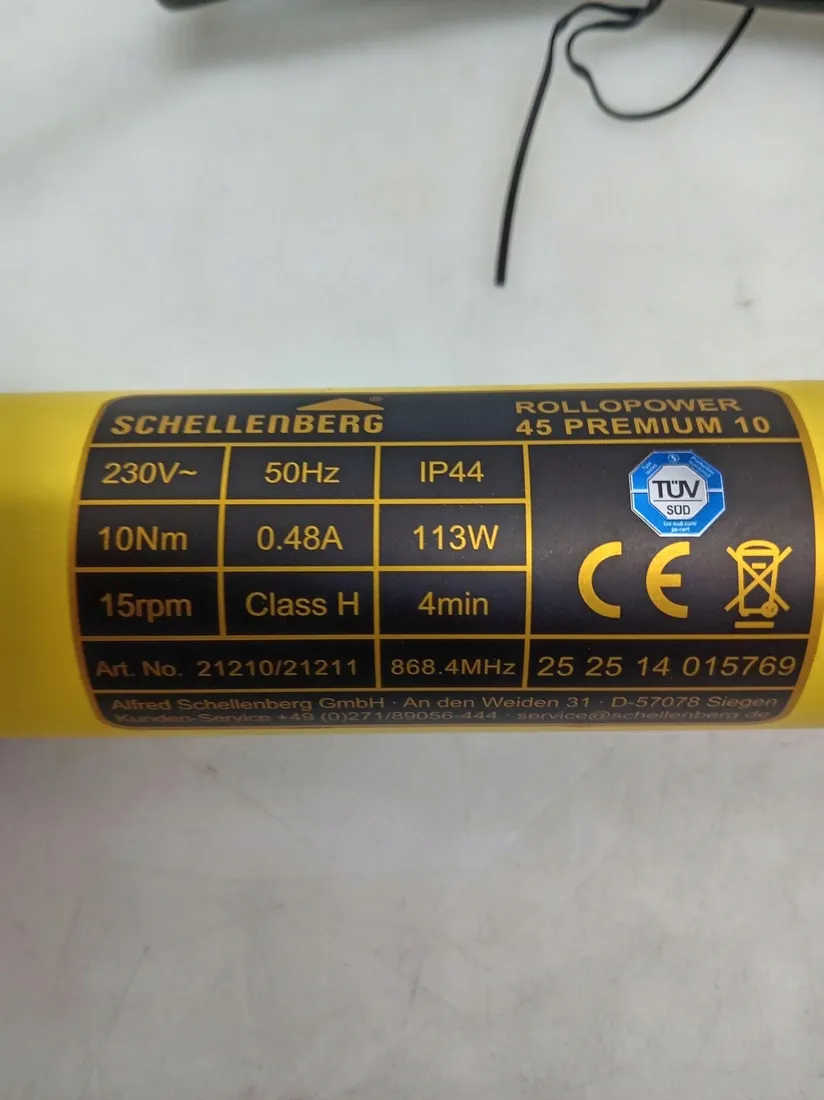 SCHELLENBERG ®
ROLLOPOWER
45 PREMIUM 10
230V~ 50Hz IP44
10Nm 0.48A 113W
15rpm Class H 4min
TÜV
SÜD
CE
Art. No. 21210/21211 868.4MHz 25 25 14 015769
Alfred Schellenberg GmbH · An den Weiden 31 · D-57078 Siegen
Kunden-Service +49 (0)271/89056-444 · service@schellenberg.de